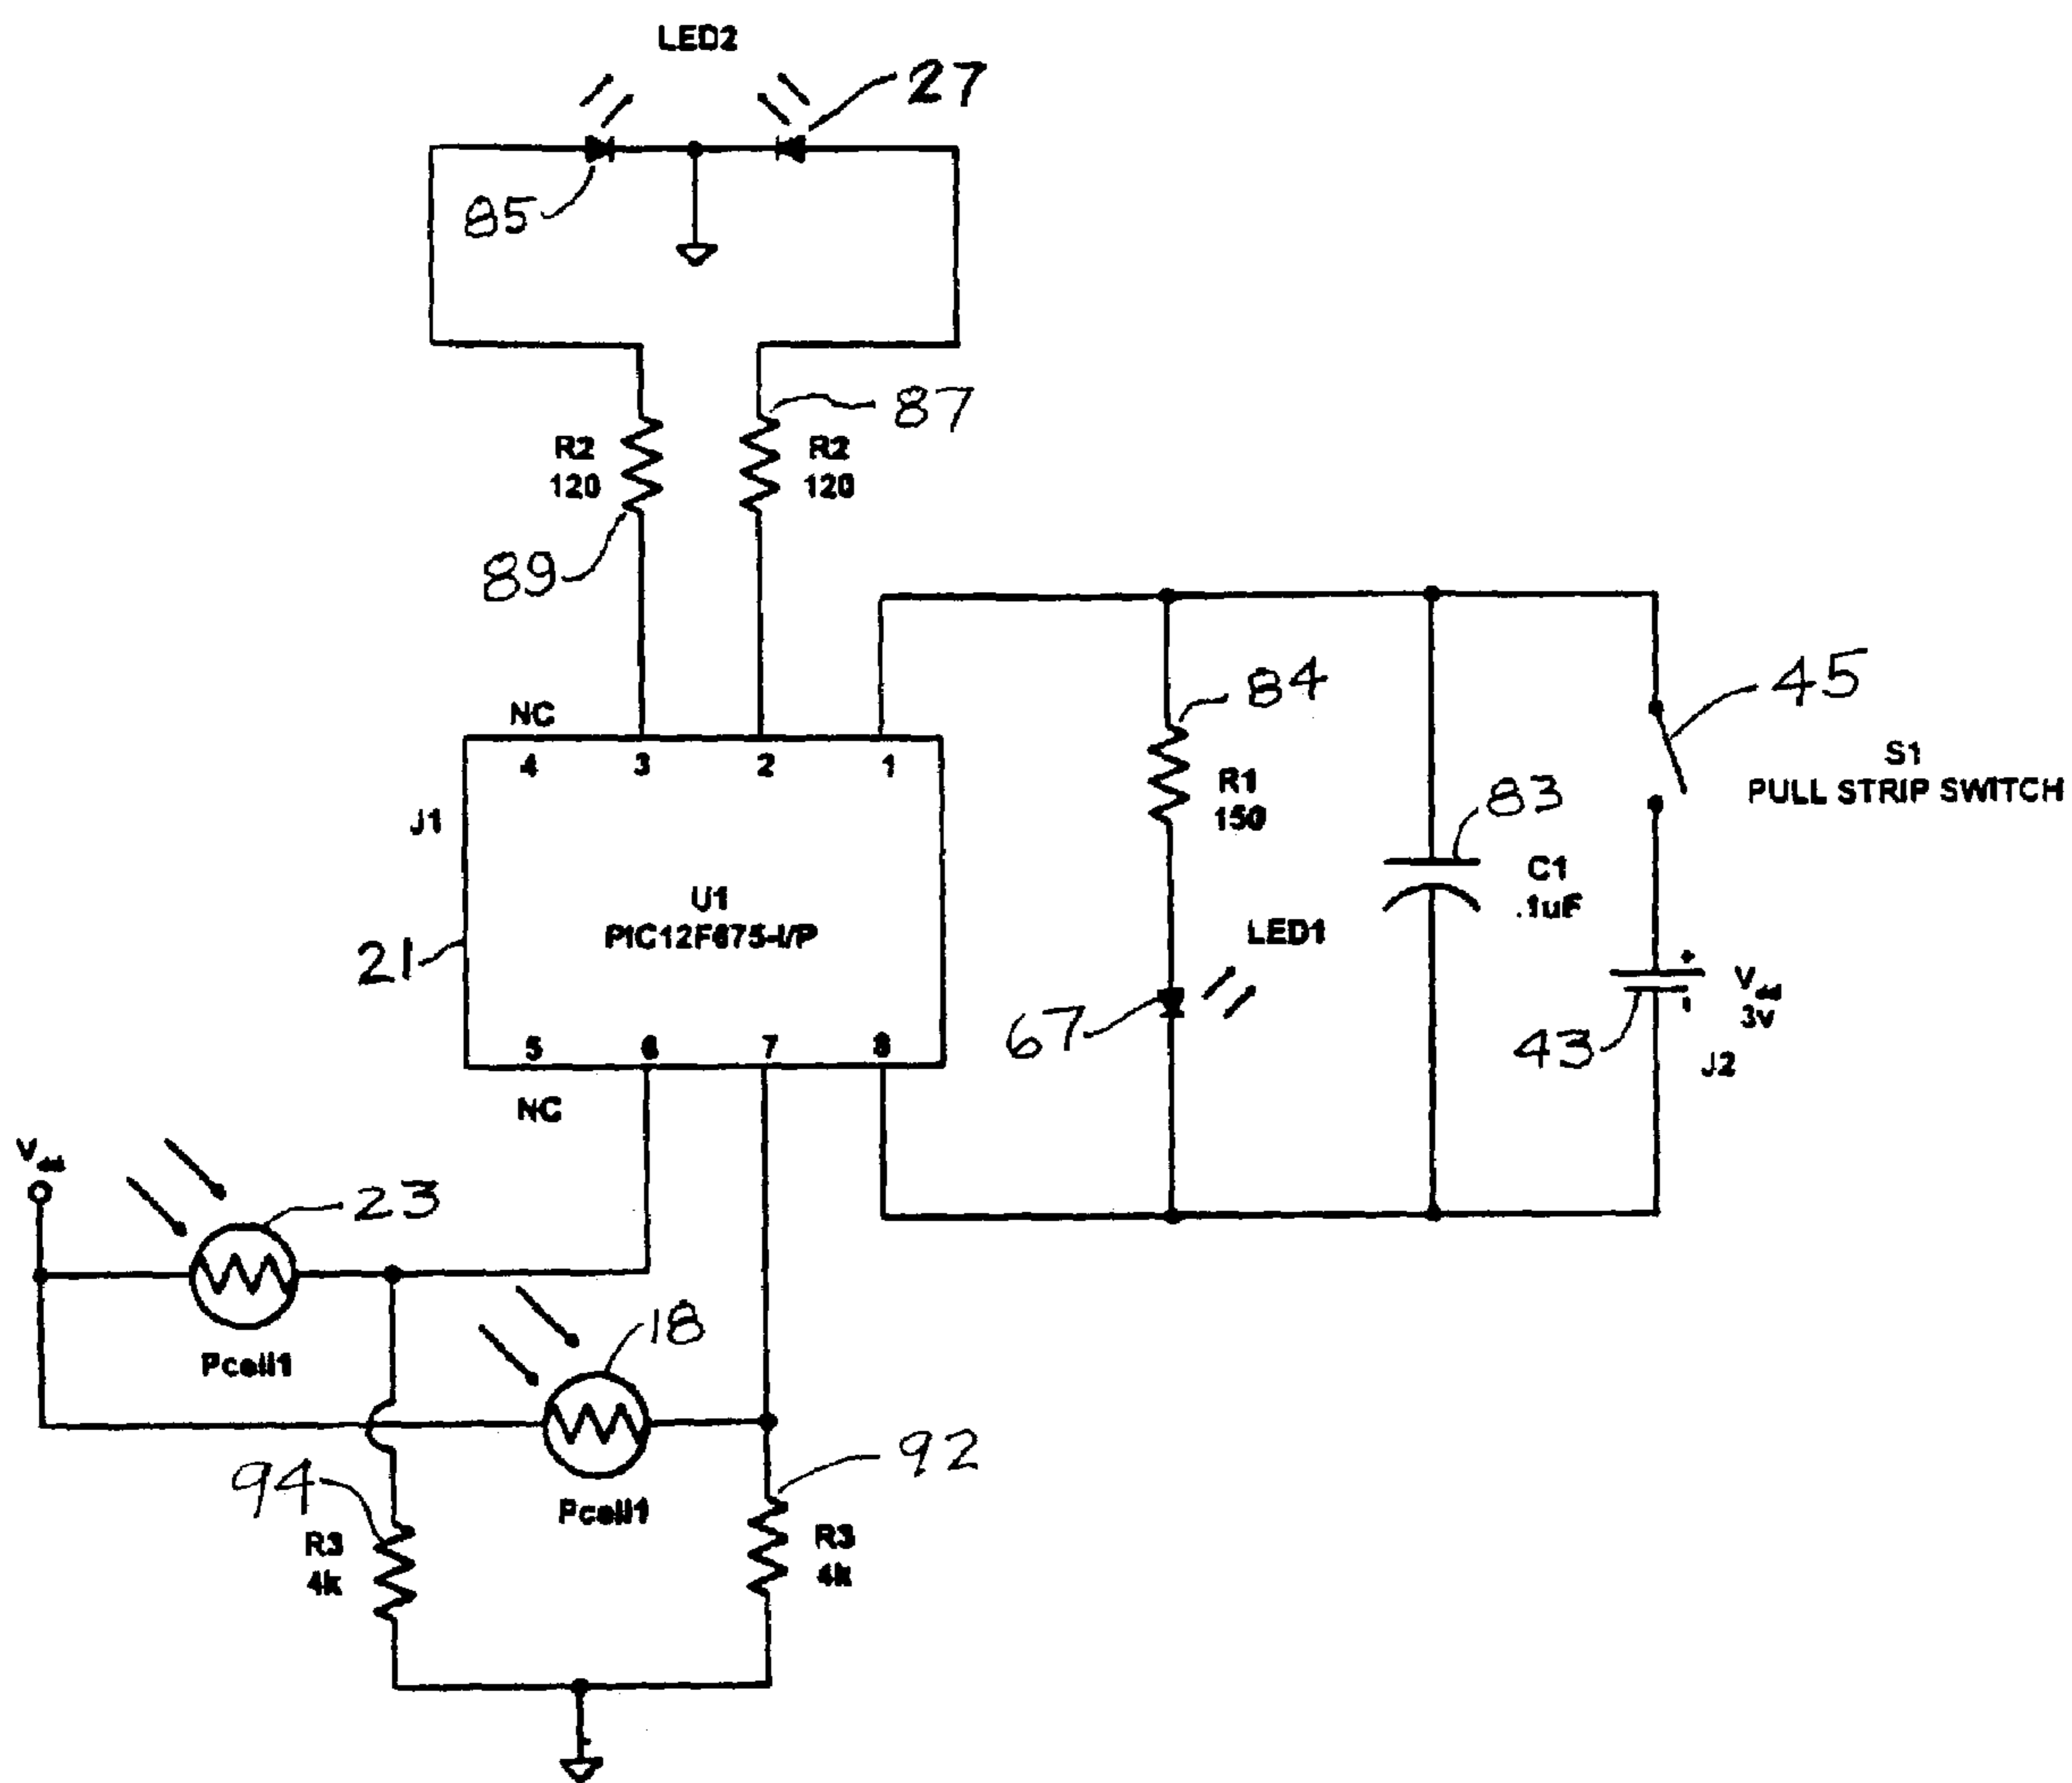 LED2
27
85
87
R2
120
R2
120
89
84
45
NC
4 3 2 1
S1
PULL STRIP SWITCH
R1
150
83
J1
C1
.1uF
U1
PIC12F675-I/P
LED1
21
+
Vdd
3v
-
67
43
J2
5 6 7 8
NC
Vdd
23
18
Pcell1
92
94
Pcell1
R3
4k
R3
4k